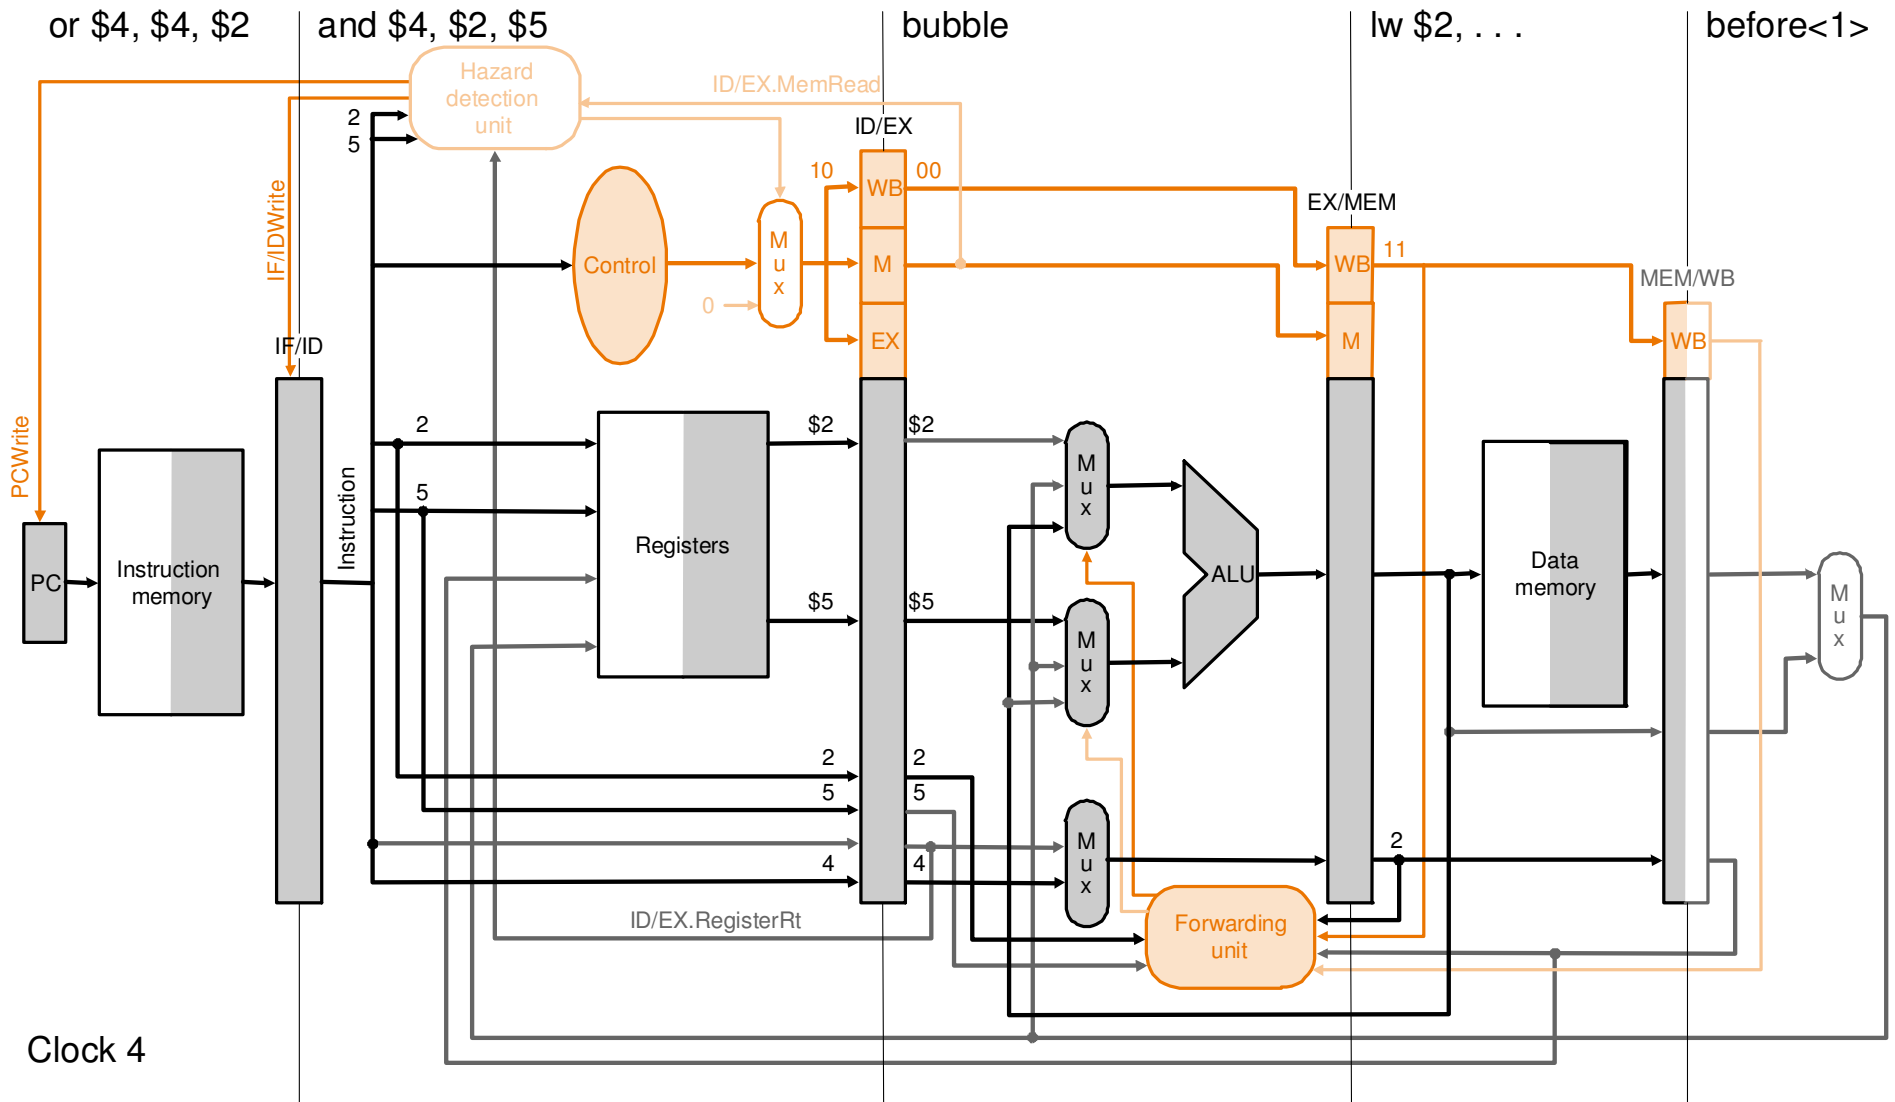 or $4, $4, $2
and $4, $2, $5
bubble
lw $2, . . .
before<1>
Hazard
detection
unit
ID/EX.MemRead
2
5
ID/EX
10
WB
00
IF/IDWrite
EX/MEM
M
u
x
Control
M
WB
11
MEM/WB
0
IF/ID
EX
M
WB
PCWrite
2
$2
$2
M
u
x
Instruction
5
Registers
PC
Instruction
memory
ALU
Data
memory
M
u
x
$5
$5
M
u
x
2
2
5
5
4
4
M
u
x
2
ID/EX.RegisterRt
Forwarding
unit
Clock 4